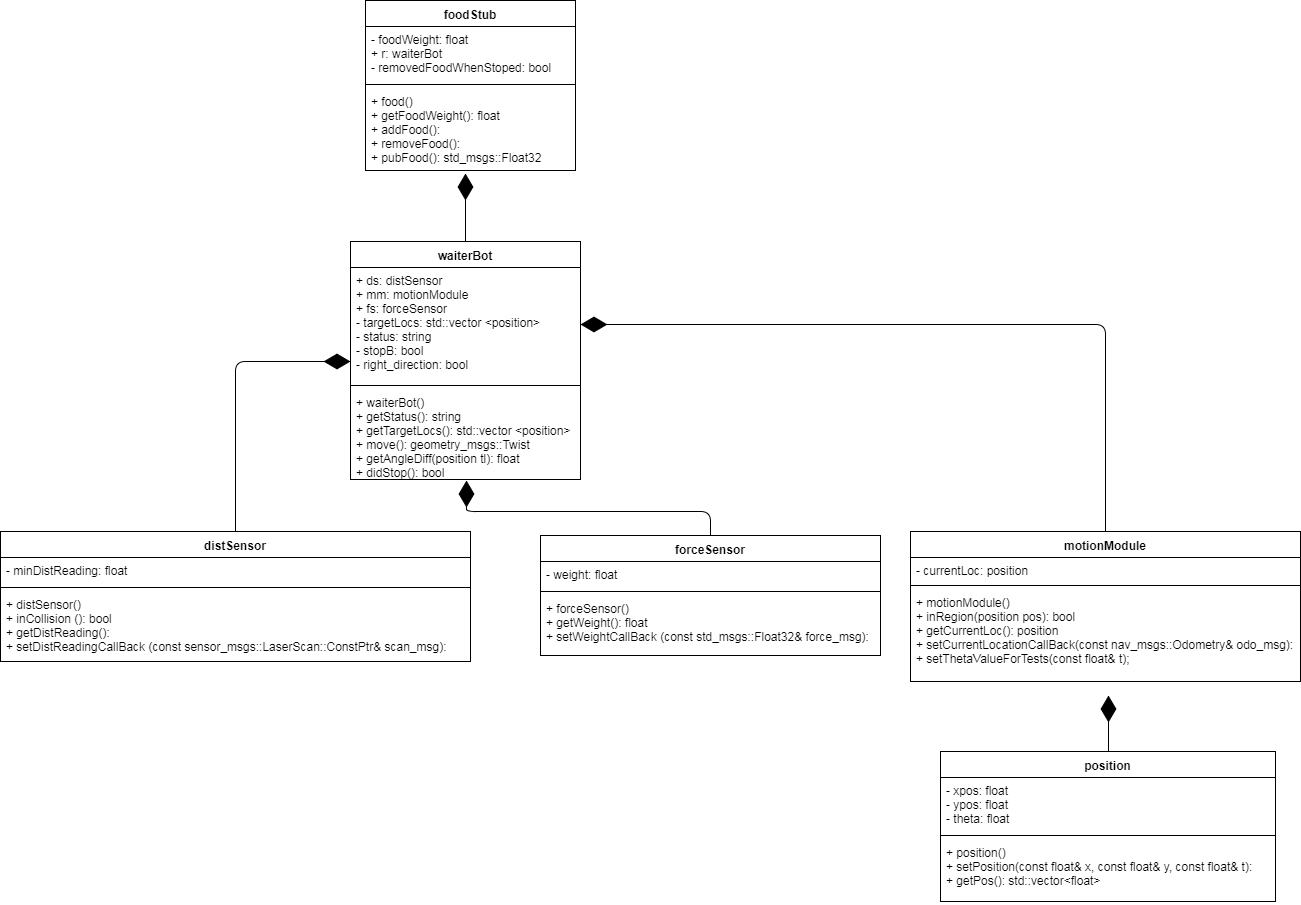 foodStub
- foodWeight: float
+ r: waiterBot
- removedFoodWhenStoped: bool
+ food()
+ getFoodWeight(): float
+ addFood():
+ removeFood():
+ pubFood(): std_msgs::Float32
waiterBot
+ ds: distSensor
+ mm: motionModule
+ fs: forceSensor
- targetLocs: std::vector <position>
- status: string
- stopB: bool
- right_direction: bool
+ waiterBot()
+ getStatus(): string
+ getTargetLocs(): std::vector <position>
+ move(): geometry_msgs::Twist
+ getAngleDiff(position tl): float
+ didStop(): bool
distSensor
- minDistReading: float
+ distSensor()
+ inCollision (): bool
+ getDistReading():
+ setDistReadingCallBack (const sensor_msgs::LaserScan::ConstPtr& scan_msg):
forceSensor
- weight: float
+ forceSensor()
+ getWeight(): float
+ setWeightCallBack (const std_msgs::Float32& force_msg):
motionModule
- currentLoc: position
+ motionModule()
+ inRegion(position pos): bool
+ getCurrentLoc(): position
+ setCurrentLocationCallBack(const nav_msgs::Odometry& odo_msg):
+ setThetaValueForTests(const float& t);
position
- xpos: float
- ypos: float
- theta: float
+ position()
+ setPosition(const float& x, const float& y, const float& t):
+ getPos(): std::vector<float>